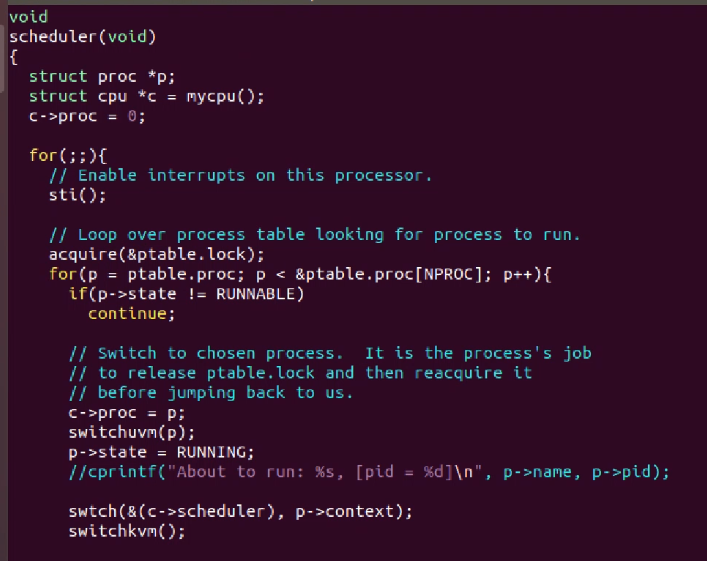 void
scheduler(void)
{
  struct proc *p;
  struct cpu *c = mycpu();
  c->proc = 0;

  for(;;){
    // Enable interrupts on this processor.
    sti();

    // Loop over process table looking for process to run.
    acquire(&ptable.lock);
    for(p = ptable.proc; p < &ptable.proc[NPROC]; p++){
      if(p->state != RUNNABLE)
        continue;

      // Switch to chosen process.  It is the process's job
      // to release ptable.lock and then reacquire it
      // before jumping back to us.
      c->proc = p;
      switchuvm(p);
      p->state = RUNNING;
      //cprintf("About to run: %s, [pid = %d]\n", p->name, p->pid);

      swtch(&(c->scheduler), p->context);
      switchkvm();